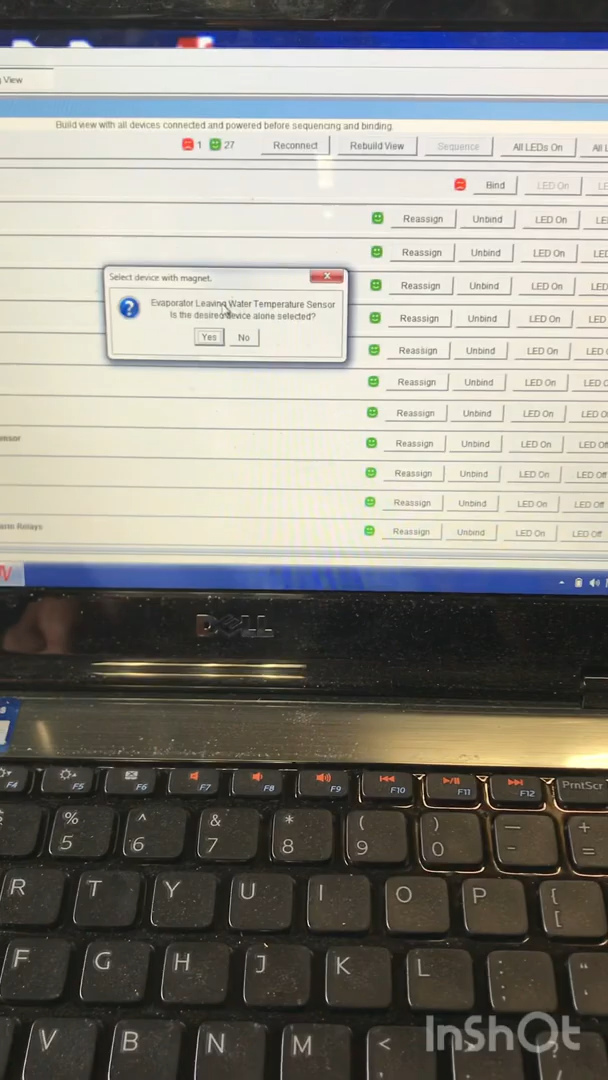 View
Build view with all devices connected and powered before sequencing and binding.
1 27 Reconnect Rebuild View Sequence All LEDs On All
Bind LED On
Reassign Unbind LED On
Reassign Unbind LED On
Reassign Unbind LED On
Reassign Unbind LED On
Reassign Unbind LED On
Reassign Unbind LED On
Reassign Unbind LED On
Reassign Unbind LED On LED Off
Reassign Unbind LED On LED Off
Reassign Unbind LED On LED Off
Relays Reassign Unbind LED On LED Off
Select device with magnet. X
Evaporator Leaving Water Temperature Sensor
Is the desired device alone selected?
Yes No
DELL
F4 F5 F6 F7 F8 F9 F10 F11 F12 PrntScr
% ^ & * ( ) — +
5 6 7 8 9 0 - =
R T Y U I O P { [
F G H J K L : ; "
V B N M < ?
InShOt